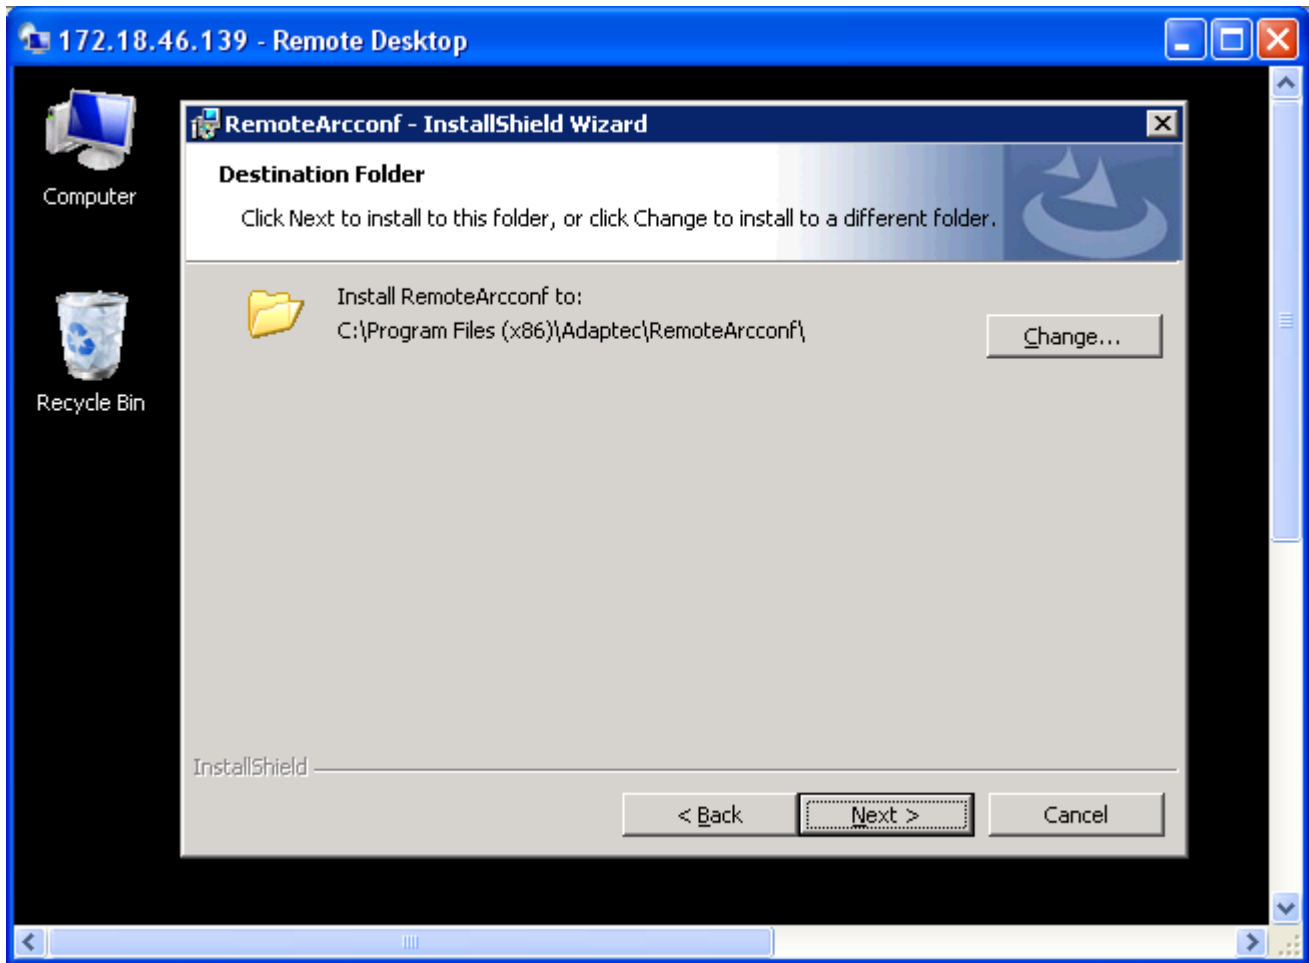 172.18.46.139 - Remote Desktop
Computer
Recycle Bin
RemoteArcconf - InstallShield Wizard
Destination Folder
Click Next to install to this folder, or click Change to install to a different folder.
Install RemoteArcconf to:
C:\Program Files (x86)\Adaptec\RemoteArcconf\
Change...
InstallShield
< Back
Next >
Cancel